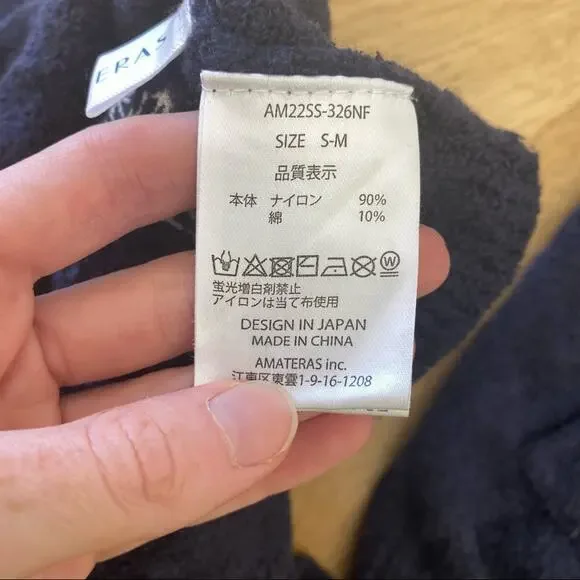 ERAS
AM22SS-326NF
SIZE S-M
品質表示
本体 ナイロン 90%
綿 10%
蛍光増白剤禁止
アイロンは当て布使用
DESIGN IN JAPAN
MADE IN CHINA
AMATERAS inc.
江東区東雲1-9-16-1208